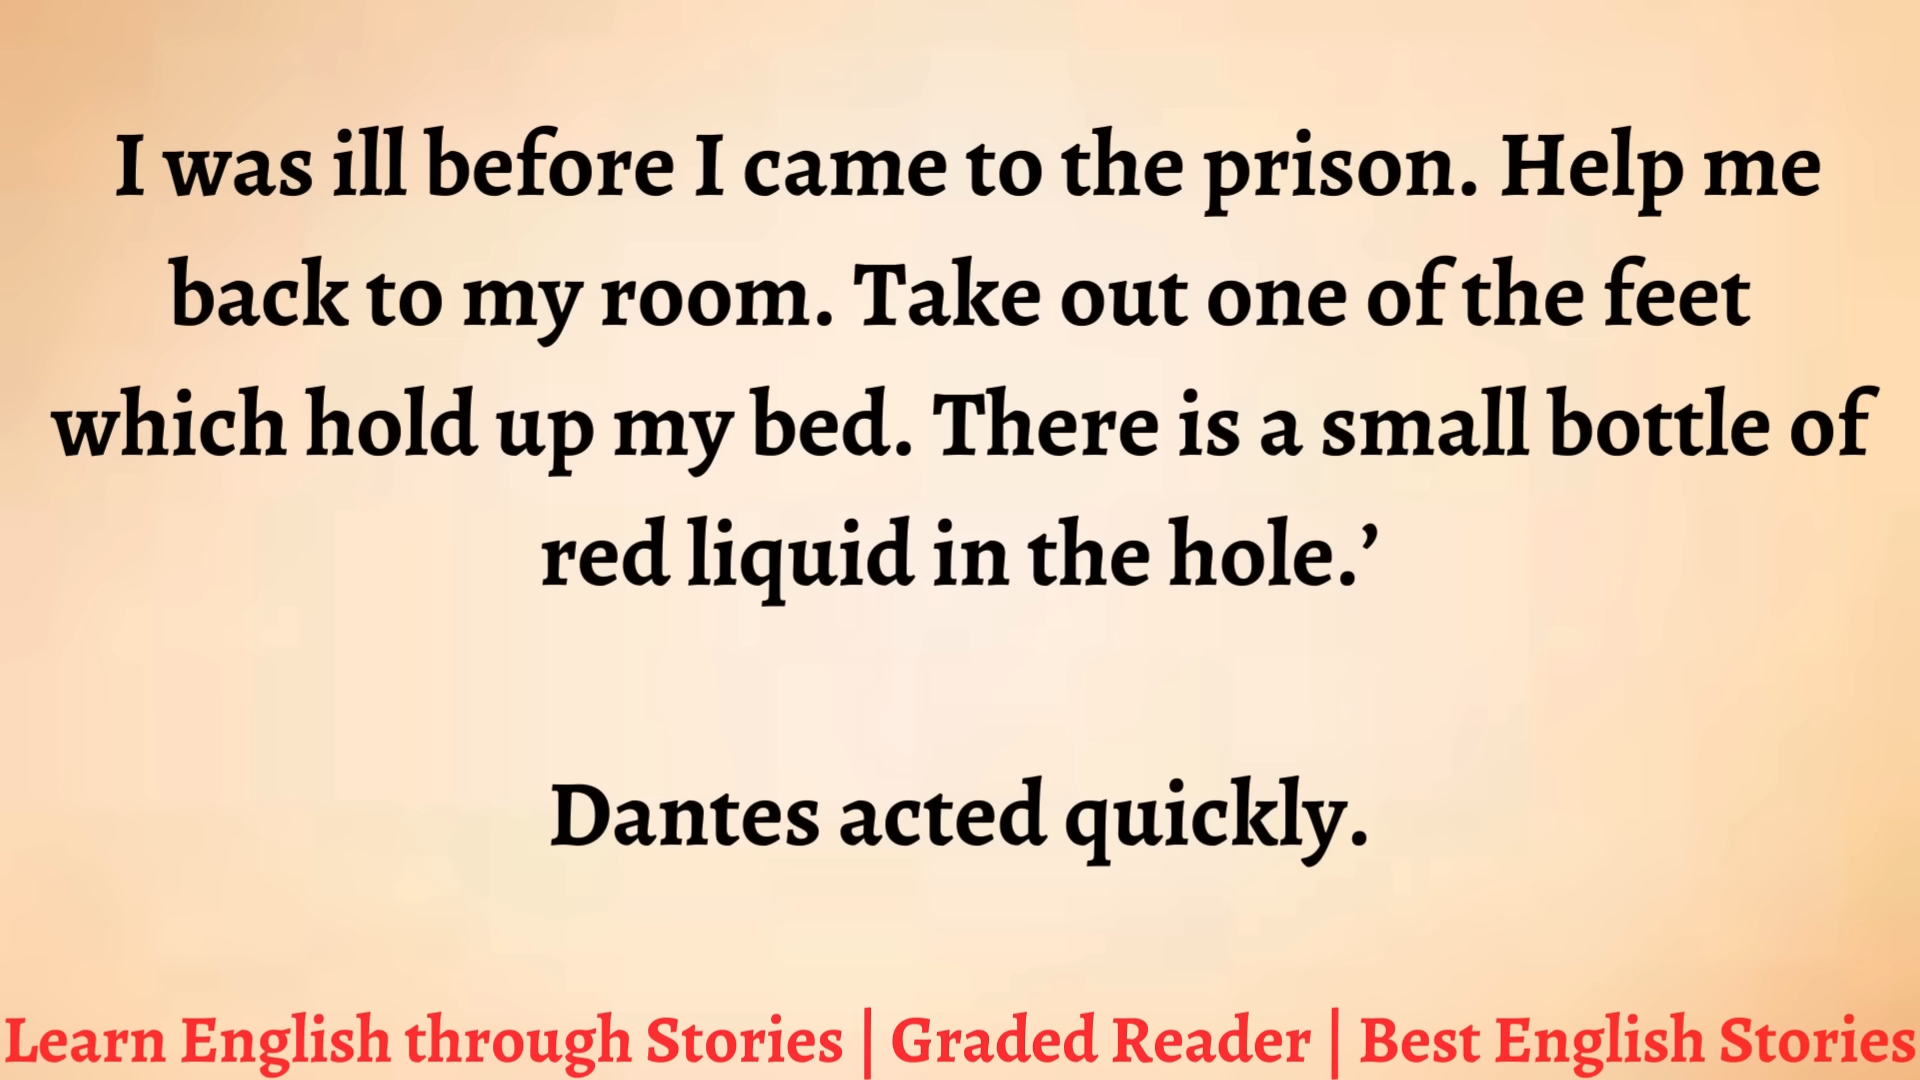 I was ill before I came to the prison. Help me
back to my room. Take out one of the feet
which hold up my bed. There is a small bottle of
red liquid in the hole.’
Dantes acted quickly.
Learn English through Stories | Graded Reader | Best English Stories